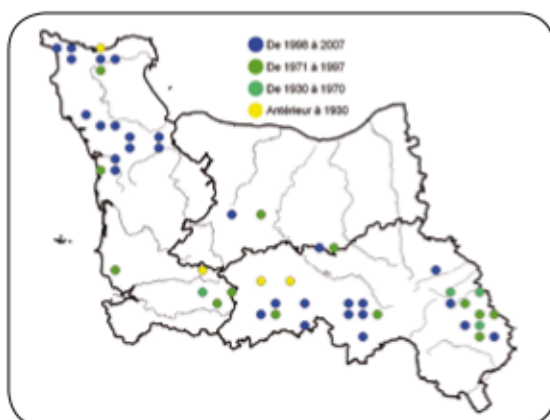 De 1998 à 2007
De 1971 à 1997
De 1930 à 1970
Antérieur à 1930